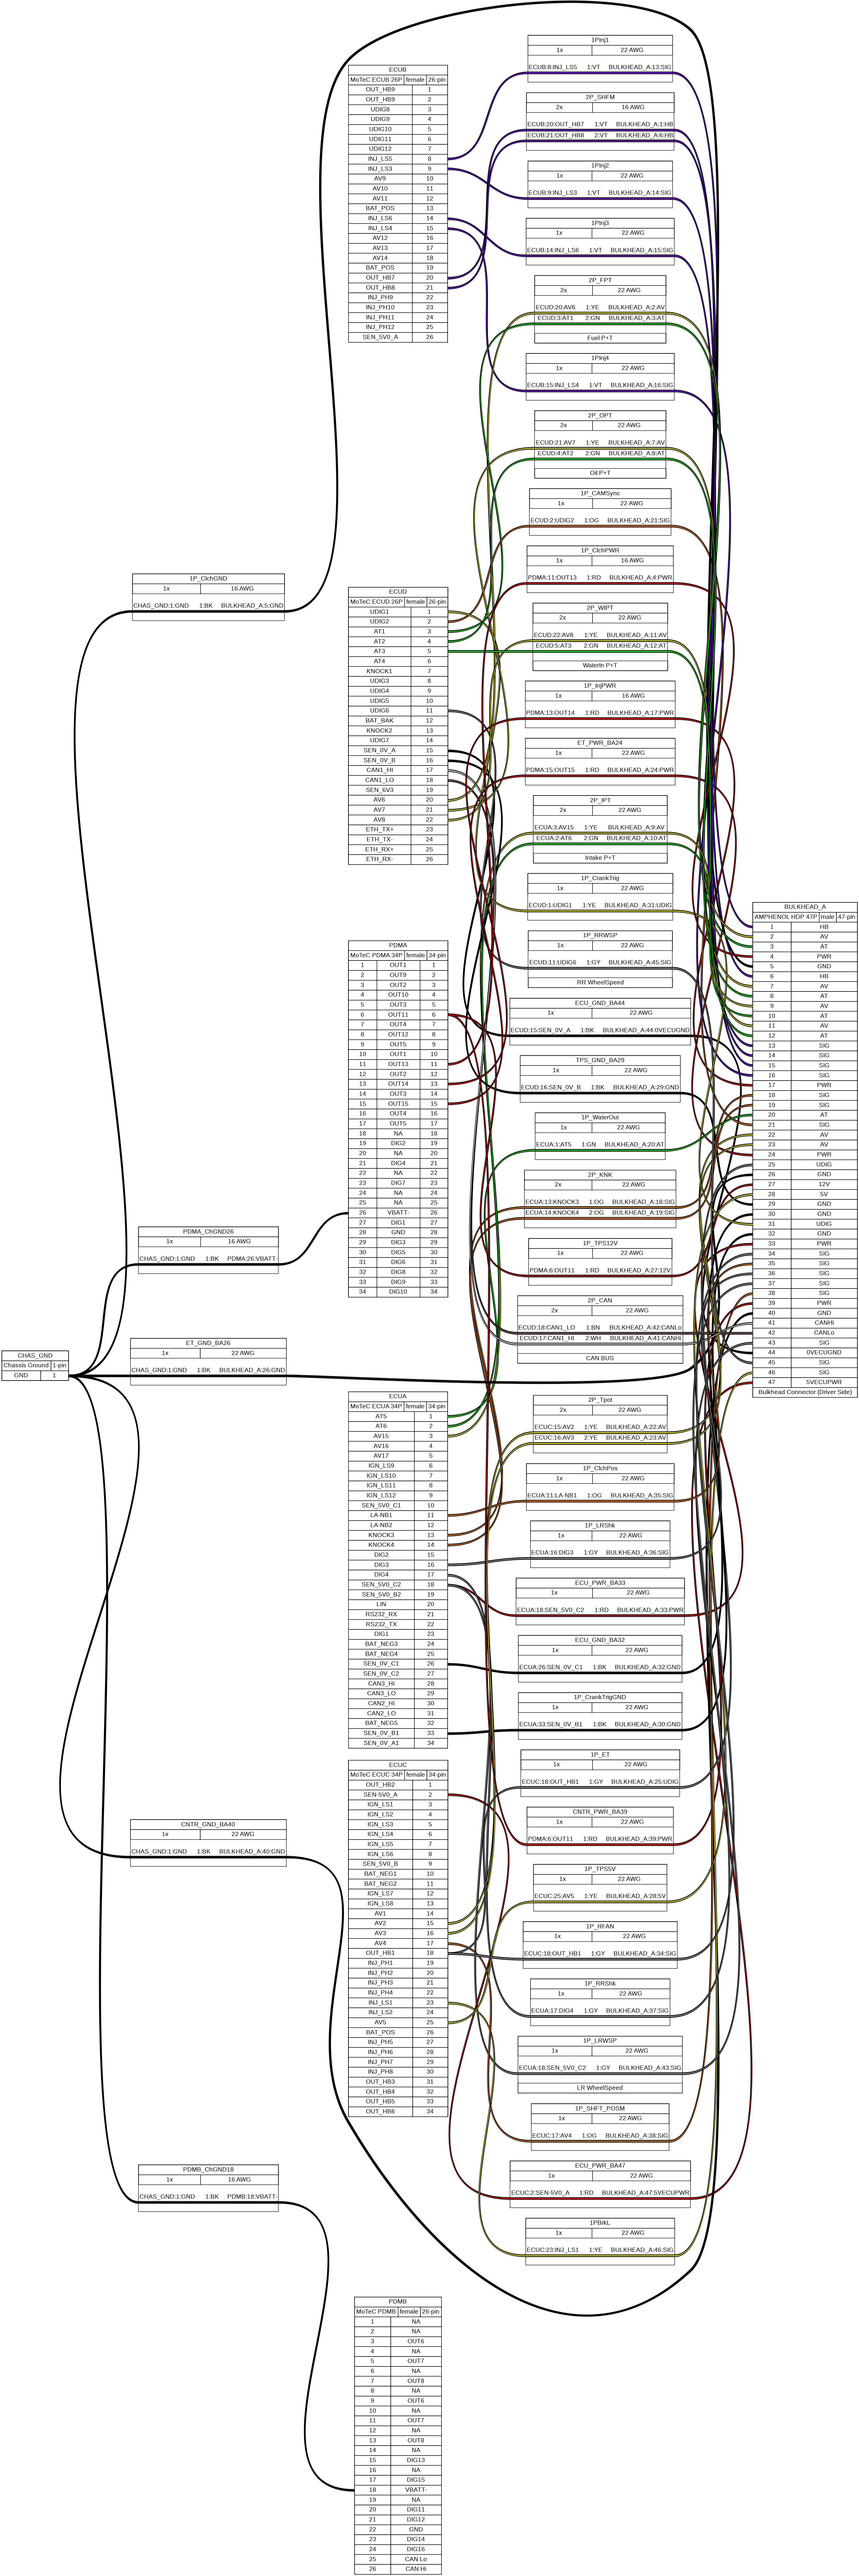 1PInj1
1x 22 AWG
ECUB:8:INJ_LS5 1:VT BULKHEAD_A:13:SIG
ECUB
MoTeC ECUB 26P female 26-pin
OUT_HB9 1
OUT_HB9 2
UDIG8 3
UDIG9 4
UDIG10 5
UDIG11 6
UDIG12 7
INJ_LS5 8
INJ_LS3 9
AV9 10
AV10 11
AV11 12
BAT_POS 13
INJ_LS6 14
INJ_LS4 15
AV12 16
AV13 17
AV14 18
BAT_POS 19
OUT_HB7 20
OUT_HB8 21
INJ_PH9 22
INJ_PH10 23
INJ_PH11 24
INJ_PH12 25
SEN_5V0_A 26
2P_SHFM
2x 16 AWG
ECUB:20:OUT_HB7 1:VT BULKHEAD_A:1:HB
ECUB:21:OUT_HB8 2:VT BULKHEAD_A:6:HB
1PInj2
1x 22 AWG
ECUB:9:INJ_LS3 1:VT BULKHEAD_A:14:SIG
1PInj3
1x 22 AWG
ECUB:14:INJ_LS6 1:VT BULKHEAD_A:15:SIG
2P_FPT
2x 22 AWG
ECUD:20:AV6 1:YE BULKHEAD_A:2:AV
ECUD:3:AT1 2:GN BULKHEAD_A:3:AT
Fuel P+T
1PInj4
1x 22 AWG
ECUB:15:INJ_LS4 1:VT BULKHEAD_A:16:SIG
2P_OPT
2x 22 AWG
ECUD:21:AV7 1:YE BULKHEAD_A:7:AV
ECUD:4:AT2 2:GN BULKHEAD_A:8:AT
Oil P+T
1P_CAMSync
1x 22 AWG
ECUD:2:UDIG2 1:OG BULKHEAD_A:21:SIG
1P_ClchPWR
1x 16 AWG
PDMA:11:OUT13 1:RD BULKHEAD_A:4:PWR
1P_ClchGND
1x 16 AWG
CHAS_GND:1:GND 1:BK BULKHEAD_A:5:GND
ECUD
MoTeC ECUD 26P female 26-pin
UDIG1 1
UDIG2 2
AT1 3
AT2 4
AT3 5
AT4 6
KNOCK1 7
UDIG3 8
UDIG4 9
UDIG5 10
UDIG6 11
BAT_BAK 12
KNOCK2 13
UDIG7 14
SEN_0V_A 15
SEN_0V_B 16
CAN1_HI 17
CAN1_LO 18
SEN_6V3 19
AV6 20
AV7 21
AV8 22
ETH_TX+ 23
ETH_TX- 24
ETH_RX+ 25
ETH_RX- 26
2P_WIPT
2x 22 AWG
ECUD:22:AV8 1:YE BULKHEAD_A:11:AV
ECUD:5:AT3 2:GN BULKHEAD_A:12:AT
WaterIn P+T
1P_InjPWR
1x 16 AWG
PDMA:13:OUT14 1:RD BULKHEAD_A:17:PWR
ET_PWR_BA24
1x 22 AWG
PDMA:15:OUT15 1:RD BULKHEAD_A:24:PWR
2P_IPT
2x 22 AWG
ECUA:3:AV15 1:YE BULKHEAD_A:9:AV
ECUA:2:AT6 2:GN BULKHEAD_A:10:AT
Intake P+T
1P_CrankTrig
1x 22 AWG
ECUD:1:UDIG1 1:YE BULKHEAD_A:31:UDIG
1P_RRWSP
1x 22 AWG
ECUD:11:UDIG6 1:GY BULKHEAD_A:45:SIG
RR WheelSpeed
PDMA
MoTeC PDMA 34P female 34-pin
1 OUT1 1
2 OUT9 2
3 OUT2 3
4 OUT10 4
5 OUT3 5
6 OUT11 6
7 OUT4 7
8 OUT12 8
9 OUT5 9
10 OUT1 10
11 OUT13 11
12 OUT2 12
13 OUT14 13
14 OUT3 14
15 OUT15 15
16 OUT4 16
17 OUT5 17
18 NA 18
19 DIG2 19
20 NA 20
21 DIG4 21
22 NA 22
23 DIG7 23
24 NA 24
25 NA 25
26 VBATT- 26
27 DIG1 27
28 GND 28
29 DIG3 29
30 DIG5 30
31 DIG6 31
32 DIG8 32
33 DIG9 33
34 DIG10 34
BULKHEAD_A
AMPHENOL HDP 47P male 47-pin
1 HB
2 AV
3 AT
4 PWR
5 GND
6 HB
7 AV
8 AT
9 AV
10 AT
11 AV
12 AT
13 SIG
14 SIG
15 SIG
16 SIG
17 PWR
18 SIG
19 SIG
20 AT
21 SIG
22 AV
23 AV
24 PWR
25 UDIG
26 GND
27 12V
28 5V
29 GND
30 GND
31 UDIG
32 GND
33 PWR
34 SIG
35 SIG
36 SIG
37 SIG
38 SIG
39 PWR
40 GND
41 CANHi
42 CANLo
43 SIG
44 0VECUGND
45 SIG
46 SIG
47 5VECUPWR
Bulkhead Connector (Driver Side)
ECU_GND_BA44
1x 22 AWG
ECUD:15:SEN_0V_A 1:BK BULKHEAD_A:44:0VECUGND
TPS_GND_BA29
1x 22 AWG
ECUD:16:SEN_0V_B 1:BK BULKHEAD_A:29:GND
1P_WaterOut
1x 22 AWG
ECUA:1:AT5 1:GN BULKHEAD_A:20:AT
2P_KNK
2x 22 AWG
ECUA:13:KNOCK3 1:OG BULKHEAD_A:18:SIG
ECUA:14:KNOCK4 2:OG BULKHEAD_A:19:SIG
1P_TPS12V
1x 22 AWG
PDMA:6:OUT11 1:RD BULKHEAD_A:27:12V
PDMA_ChGND26
1x 16 AWG
CHAS_GND:1:GND 1:BK PDMA:26:VBATT-
2P_CAN
2x 22 AWG
ECUD:18:CAN1_LO 1:BN BULKHEAD_A:42:CANLo
ECUD:17:CAN1_HI 2:WH BULKHEAD_A:41:CANHi
CAN BUS
ET_GND_BA26
1x 22 AWG
CHAS_GND:1:GND 1:BK BULKHEAD_A:26:GND
CHAS_GND
Chassis Ground 1-pin
GND 1
ECUA
MoTeC ECUA 34P female 34-pin
AT5 1
AT6 2
AV15 3
AV16 4
AV17 5
IGN_LS9 6
IGN_LS10 7
IGN_LS11 8
IGN_LS12 9
SEN_5V0_C1 10
LA-NB1 11
LA-NB2 12
KNOCK3 13
KNOCK4 14
DIG2 15
DIG3 16
DIG4 17
SEN_5V0_C2 18
SEN_5V0_B2 19
LIN 20
RS232_RX 21
RS232_TX 22
DIG1 23
BAT_NEG3 24
BAT_NEG4 25
SEN_0V_C1 26
SEN_0V_C2 27
CAN3_HI 28
CAN3_LO 29
CAN2_HI 30
CAN2_LO 31
BAT_NEG5 32
SEN_0V_B1 33
SEN_0V_A1 34
2P_Tpot
2x 22 AWG
ECUC:15:AV2 1:YE BULKHEAD_A:22:AV
ECUC:16:AV3 2:YE BULKHEAD_A:23:AV
1P_ClchPos
1x 22 AWG
ECUA:11:LA-NB1 1:OG BULKHEAD_A:35:SIG
1P_LRShk
1x 22 AWG
ECUA:16:DIG3 1:GY BULKHEAD_A:36:SIG
ECU_PWR_BA33
1x 22 AWG
ECUA:18:SEN_5V0_C2 1:RD BULKHEAD_A:33:PWR
ECU_GND_BA32
1x 22 AWG
ECUA:26:SEN_0V_C1 1:BK BULKHEAD_A:32:GND
1P_CrankTrigGND
1x 22 AWG
ECUA:33:SEN_0V_B1 1:BK BULKHEAD_A:30:GND
1P_ET
1x 22 AWG
ECUC:18:OUT_HB1 1:GY BULKHEAD_A:25:UDIG
ECUC
MoTeC ECUC 34P female 34-pin
OUT_HB2 1
SEN-5V0_A 2
IGN_LS1 3
IGN_LS2 4
IGN_LS3 5
IGN_LS4 6
IGN_LS5 7
IGN_LS6 8
SEN_5V0_B 9
BAT_NEG1 10
BAT_NEG2 11
IGN_LS7 12
IGN_LS8 13
AV1 14
AV2 15
AV3 16
AV4 17
OUT_HB1 18
INJ_PH1 19
INJ_PH2 20
INJ_PH3 21
INJ_PH4 22
INJ_LS1 23
INJ_LS2 24
AV5 25
BAT_POS 26
INJ_PH5 27
INJ_PH6 28
INJ_PH7 29
INJ_PH8 30
OUT_HB3 31
OUT_HB4 32
OUT_HB5 33
OUT_HB6 34
CNTR_PWR_BA39
1x 22 AWG
PDMA:6:OUT11 1:RD BULKHEAD_A:39:PWR
CNTR_GND_BA40
1x 22 AWG
CHAS_GND:1:GND 1:BK BULKHEAD_A:40:GND
1P_TPS5V
1x 22 AWG
ECUC:25:AV5 1:YE BULKHEAD_A:28:5V
1P_RFAN
1x 22 AWG
ECUC:18:OUT_HB1 1:GY BULKHEAD_A:34:SIG
1P_RRShk
1x 22 AWG
ECUA:17:DIG4 1:GY BULKHEAD_A:37:SIG
1P_LRWSP
1x 22 AWG
ECUA:18:SEN_5V0_C2 1:GY BULKHEAD_A:43:SIG
LR WheelSpeed
1P_SHFT_POSM
1x 22 AWG
ECUC:17:AV4 1:OG BULKHEAD_A:38:SIG
ECU_PWR_BA47
1x 22 AWG
ECUC:2:SEN-5V0_A 1:RD BULKHEAD_A:47:5VECUPWR
PDMB_ChGND18
1x 16 AWG
CHAS_GND:1:GND 1:BK PDMB:18:VBATT-
1PBrkL
1x 22 AWG
ECUC:23:INJ_LS1 1:YE BULKHEAD_A:46:SIG
PDMB
MoTeC PDMB female 26-pin
1 NA
2 NA
3 OUT6
4 NA
5 OUT7
6 NA
7 OUT8
8 NA
9 OUT6
10 NA
11 OUT7
12 NA
13 OUT8
14 NA
15 DIG13
16 NA
17 DIG15
18 VBATT-
19 NA
20 DIG11
21 DIG12
22 GND
23 DIG14
24 DIG16
25 CAN Lo
26 CAN Hi